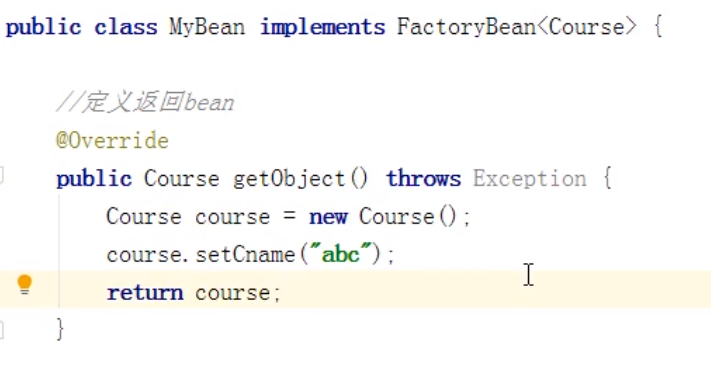 public class MyBean implements FactoryBean<Course> {
//定义返回bean
@Override
public Course getObject() throws Exception {
Course course = new Course();
course.setCname("abc");
return course;
}